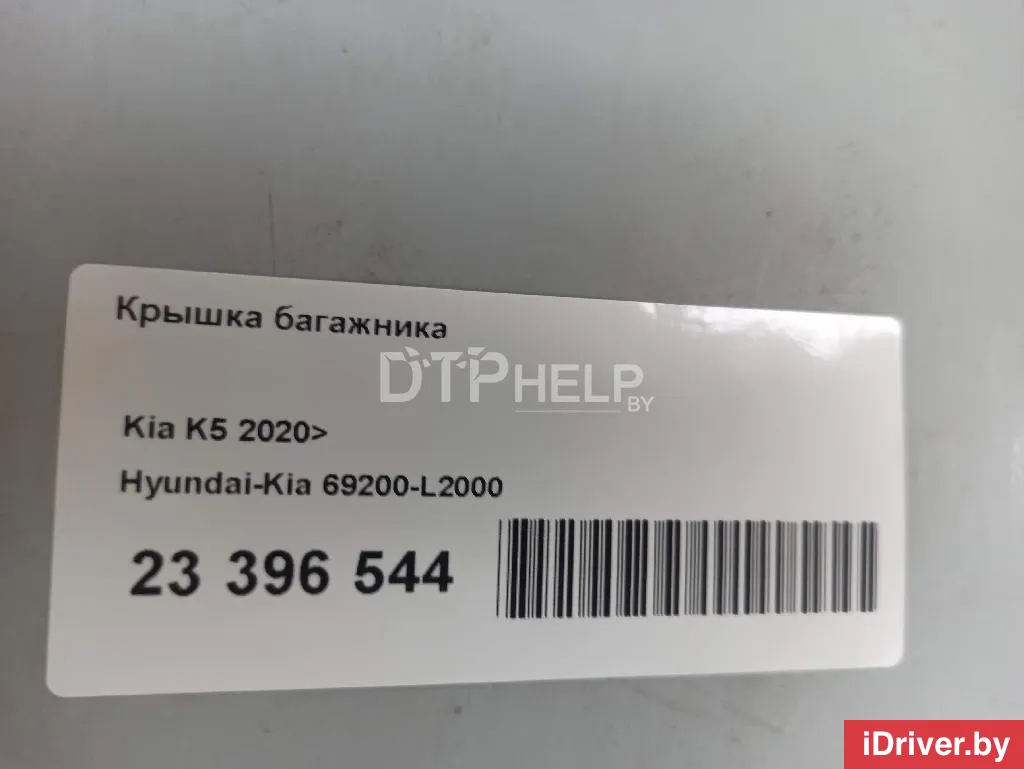 Крышка багажника
DTPHELP
BY
Kia K5 2020>
Hyundai-Kia 69200-L2000
23 396 544
iDriver.by